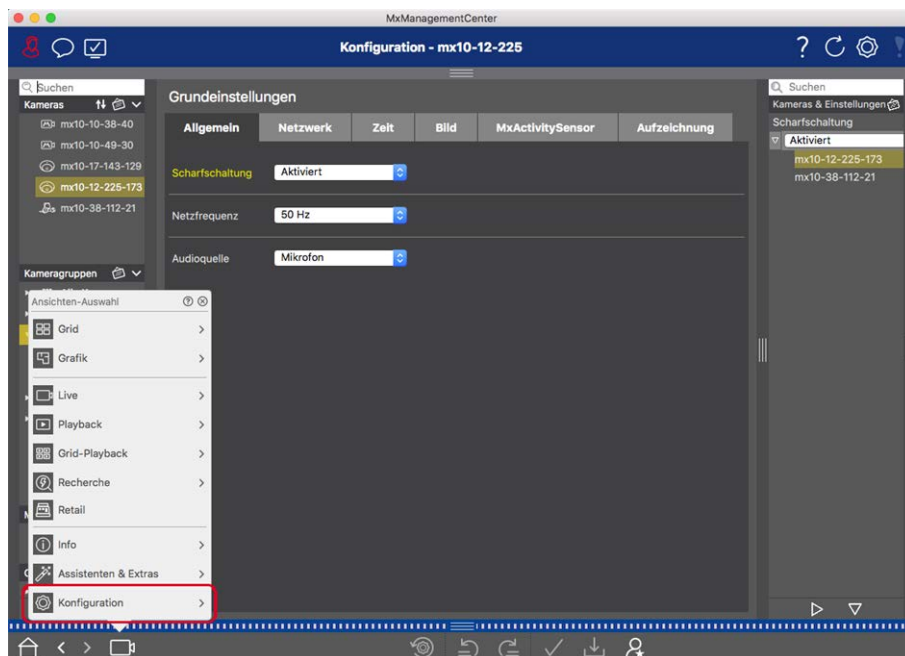 MxManagementCenter
Konfiguration - mx10-12-225
?
Suchen
Kameras
mx10-10-38-40
mx10-10-49-30
mx10-17-143-129
mx10-12-225-173
mx10-38-112-21
Kameragruppen
Ansichten-Auswahl
Grid
Grafik
Live
Playback
Grid-Playback
Recherche
Retail
Info
Assistenten & Extras
Konfiguration
Grundeinstellungen
Allgemein Netzwerk Zeit Bild MxActivitySensor Aufzeichnung
Scharfschaltung Aktiviert
Netzfrequenz 50 Hz
Audioquelle Mikrofon
Suchen
Kameras & Einstellungen
Scharfschaltung
Aktiviert
mx10-12-225-173
mx10-38-112-21